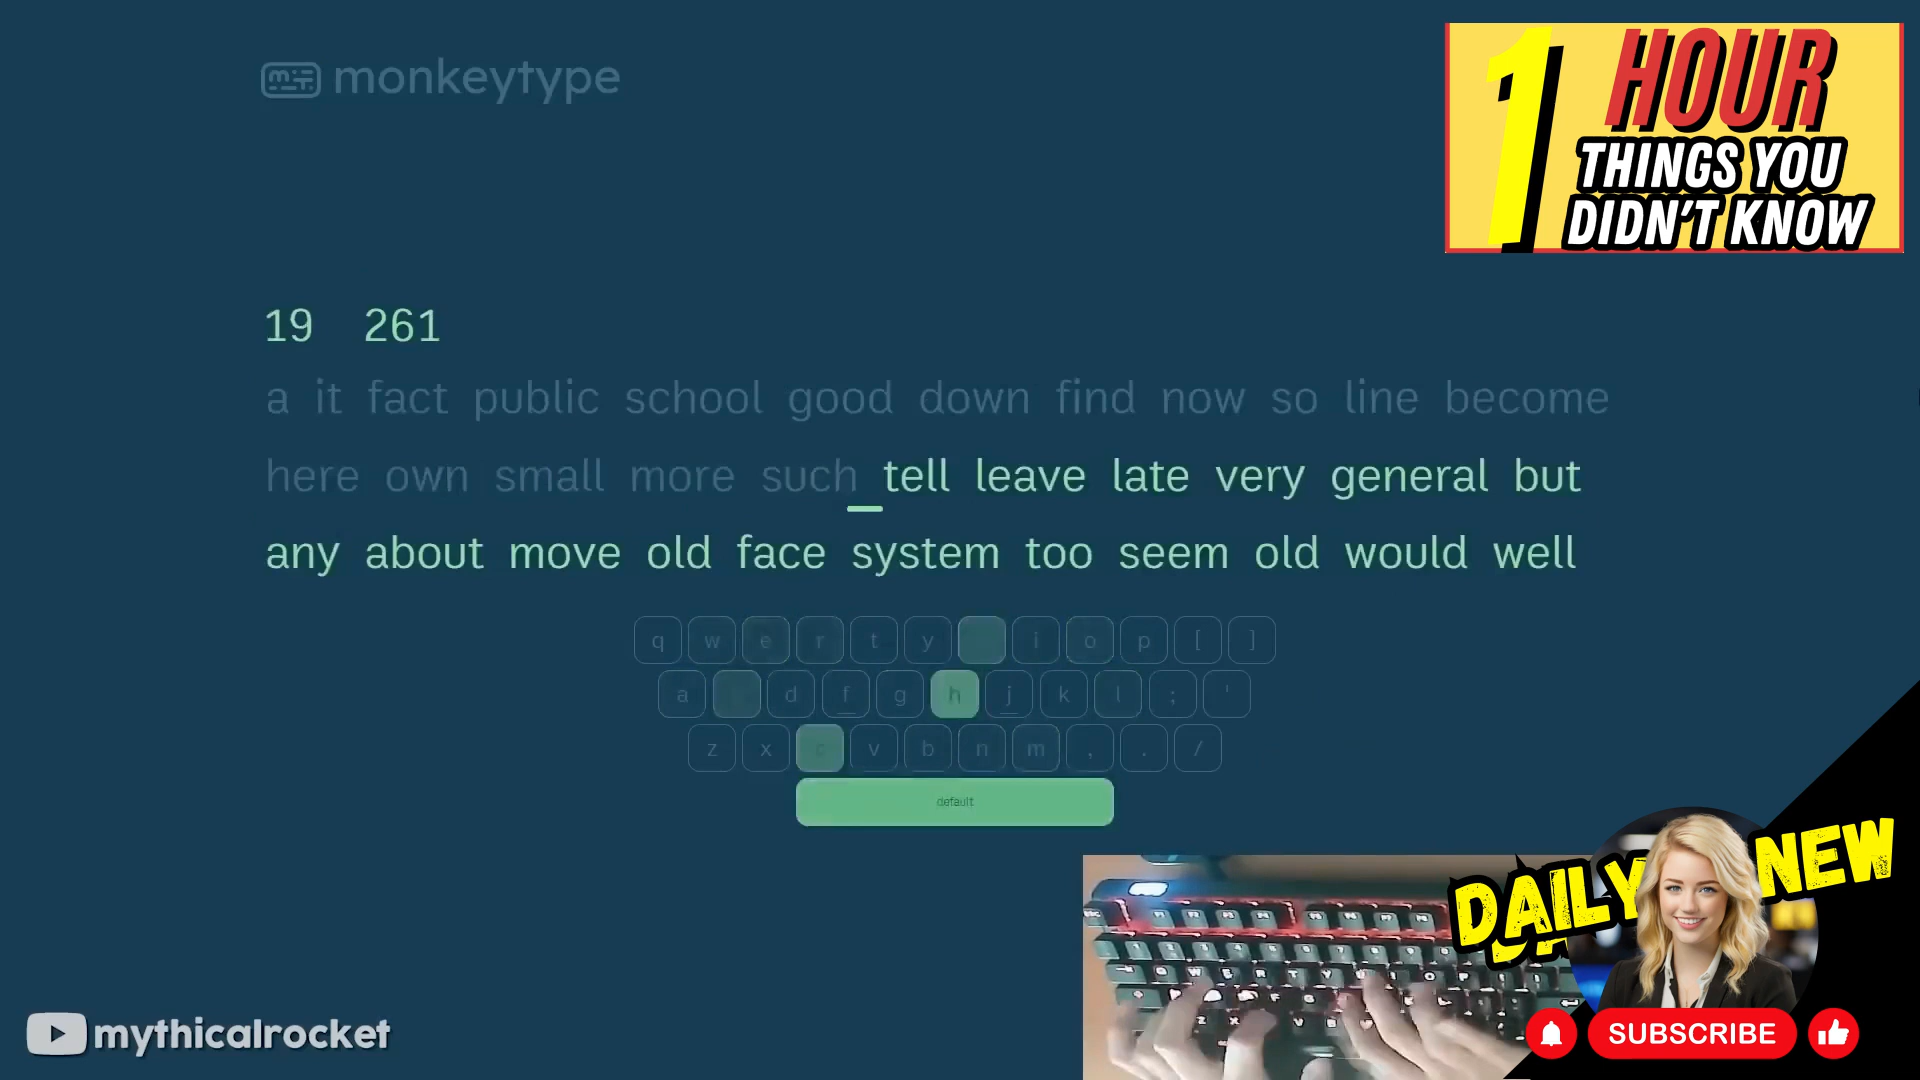 monkeytype
1 HOUR
THINGS YOU
DIDN'T KNOW
19 261
a it fact public school good down find now so line become
here own small more such tell leave late very general but
any about move old face system too seem old would well
q w e r t y i o p [ ]
a d f g h j k l ; '
z x c v b n m , . /
default
DAILY NEW
mythicalrocket
SUBSCRIBE